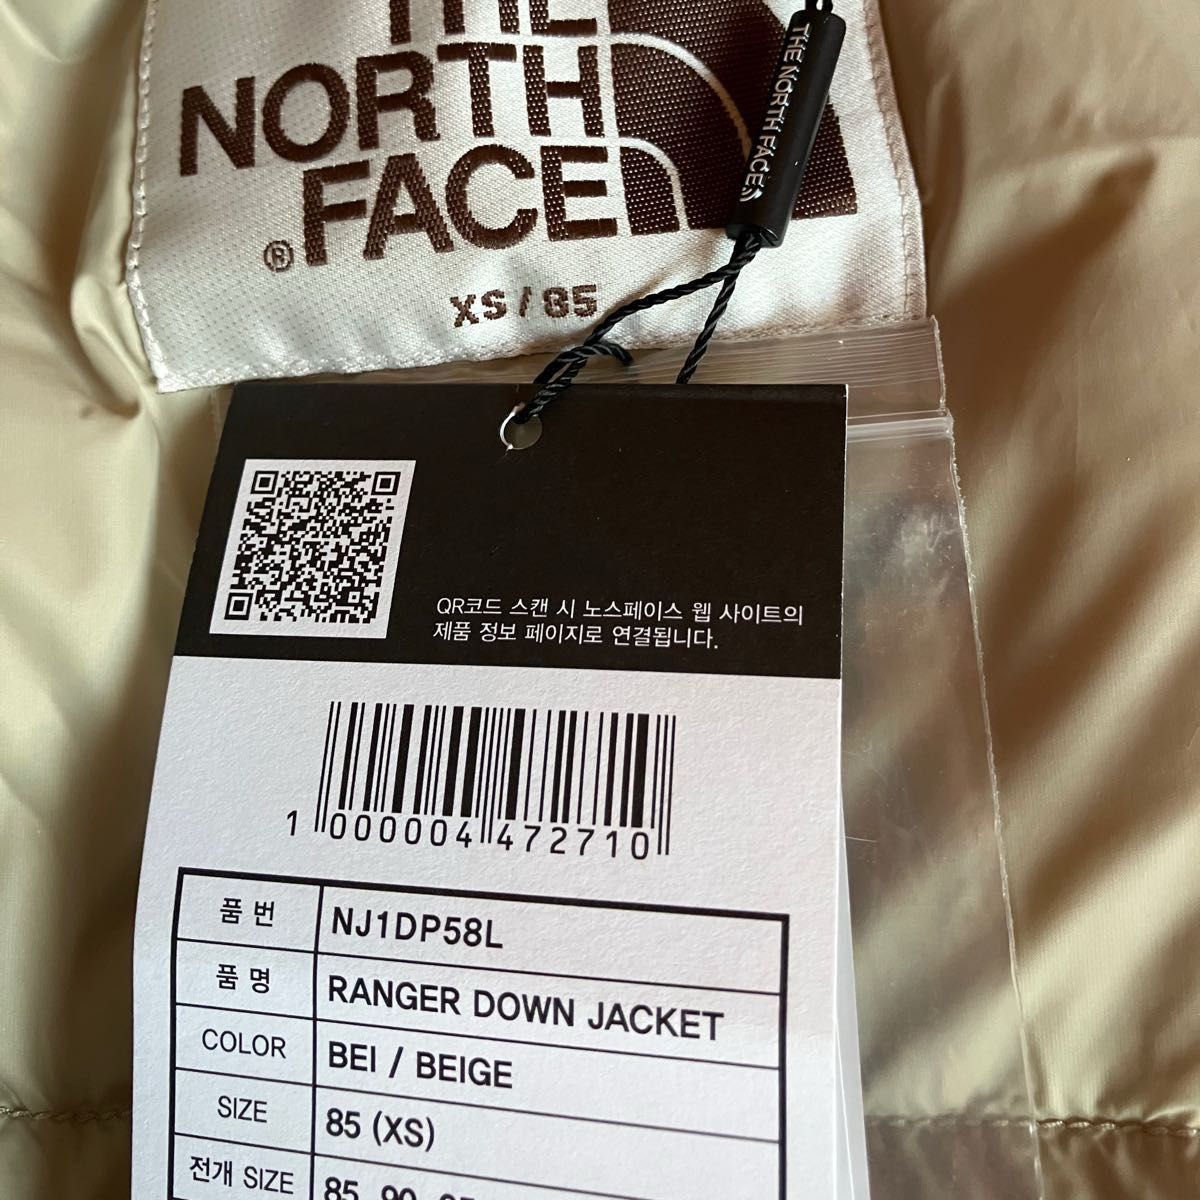 THE
NORTH
FACE
®
XS / 85
THE NORTH FACE
QR코드 스캔 시 노스페이스 웹 사이트의
제품 정보 페이지로 연결됩니다.
1 000004 472710
품 번 NJ1DP58L
품 명 RANGER DOWN JACKET
COLOR BEI / BEIGE
SIZE 85 (XS)
전개 SIZE 85 90 95